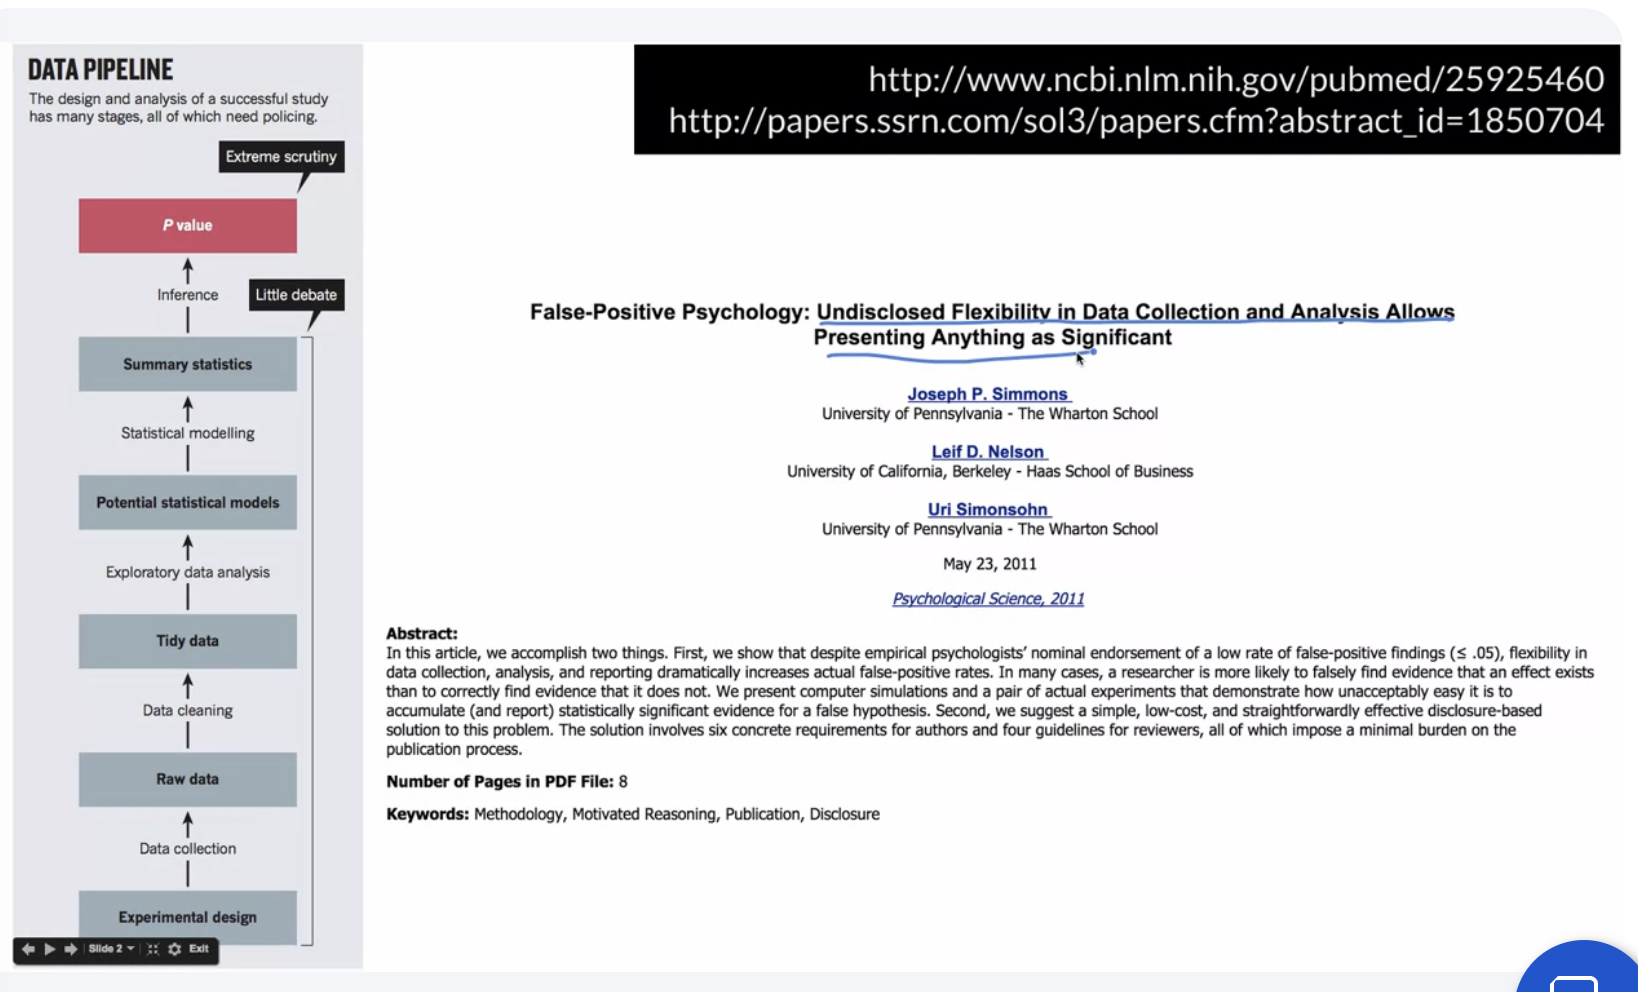 DATA PIPELINE
The design and analysis of a successful study
has many stages, all of which need policing.
Extreme scrutiny
P value
Inference
Little debate
Summary statistics
Statistical modelling
Potential statistical models
Exploratory data analysis
Tidy data
Data cleaning
Raw data
Data collection
Experimental design
Slide 2
Exit
http://www.ncbi.nlm.nih.gov/pubmed/25925460
http://papers.ssrn.com/sol3/papers.cfm?abstract_id=1850704
False-Positive Psychology: Undisclosed Flexibility in Data Collection and Analysis Allows
Presenting Anything as Significant
Joseph P. Simmons
University of Pennsylvania - The Wharton School
Leif D. Nelson
University of California, Berkeley - Haas School of Business
Uri Simonsohn
University of Pennsylvania - The Wharton School
May 23, 2011
Psychological Science, 2011
Abstract:
In this article, we accomplish two things. First, we show that despite empirical psychologists' nominal endorsement of a low rate of false-positive findings (≤ .05), flexibility in
data collection, analysis, and reporting dramatically increases actual false-positive rates. In many cases, a researcher is more likely to falsely find evidence that an effect exists
than to correctly find evidence that it does not. We present computer simulations and a pair of actual experiments that demonstrate how unacceptably easy it is to
accumulate (and report) statistically significant evidence for a false hypothesis. Second, we suggest a simple, low-cost, and straightforwardly effective disclosure-based
solution to this problem. The solution involves six concrete requirements for authors and four guidelines for reviewers, all of which impose a minimal burden on the
publication process.
Number of Pages in PDF File: 8
Keywords: Methodology, Motivated Reasoning, Publication, Disclosure